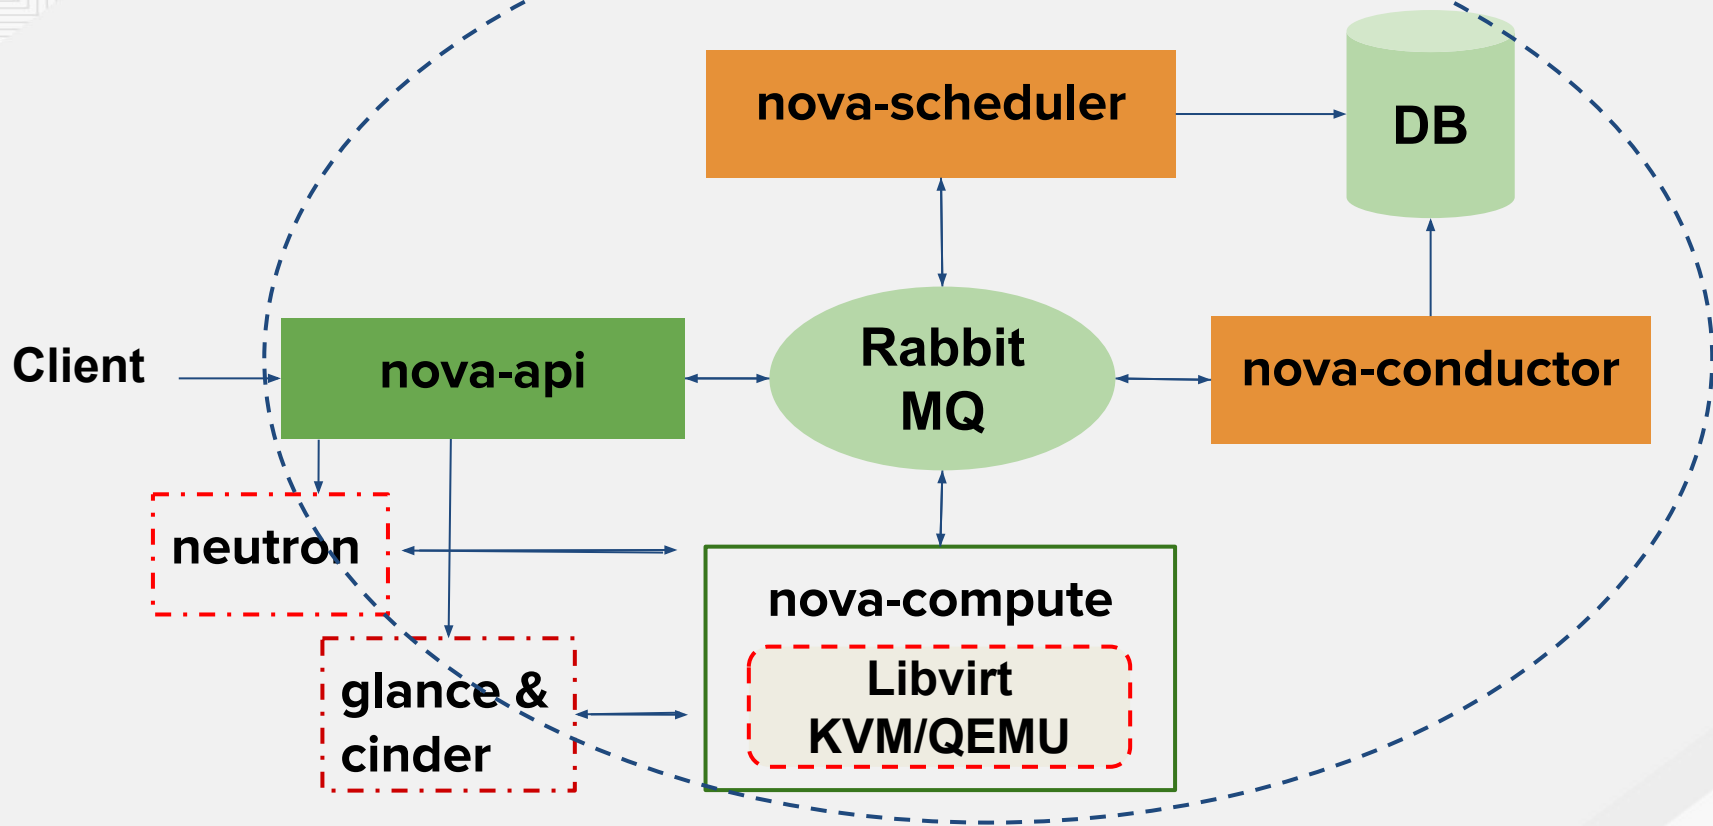 nova-scheduler
DB
Client
nova-api
Rabbit
MQ
nova-conductor
neutron
nova-compute
glance &
cinder
Libvirt
KVM/QEMU